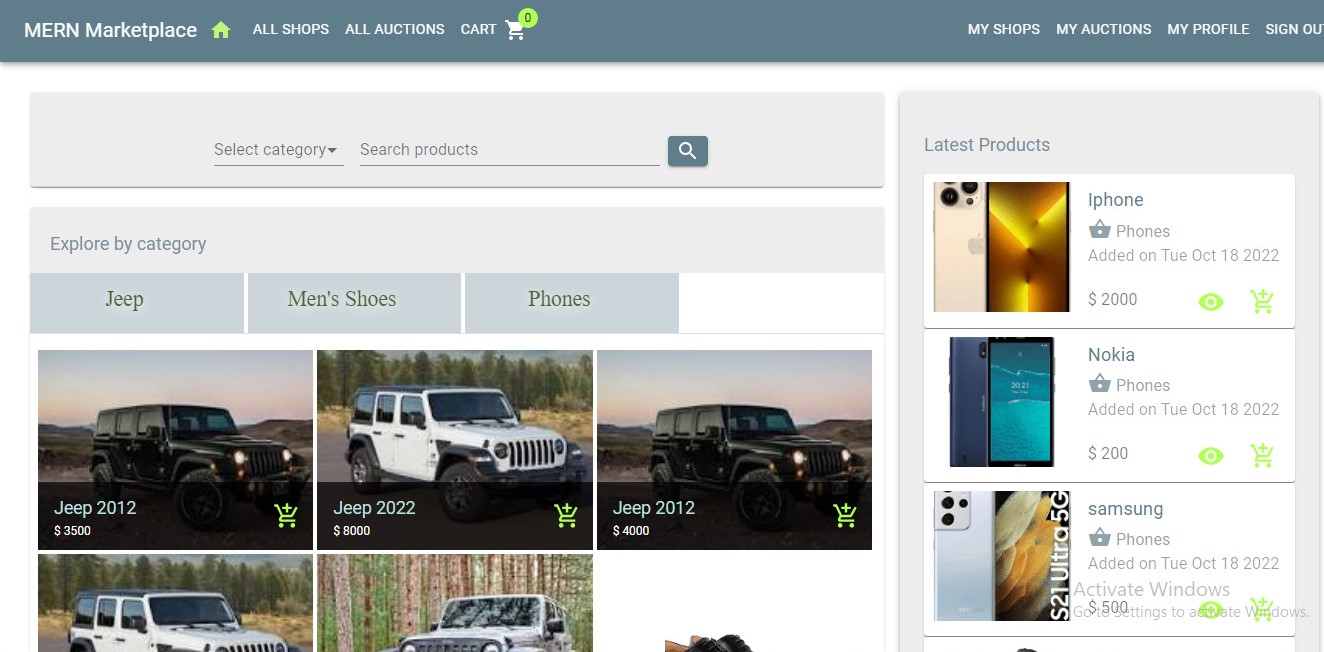 MERN Marketplace ALL SHOPS ALL AUCTIONS CART 0 MY SHOPS MY AUCTIONS MY PROFILE SIGN OUT
Select category Search products
Explore by category
Jeep Men's Shoes Phones
Jeep 2012
$ 3500
Jeep 2022
$ 8000
Jeep 2012
$ 4000
Latest Products
Iphone
Phones
Added on Tue Oct 18 2022
$ 2000
Nokia
Phones
Added on Tue Oct 18 2022
$ 200
20:21
S21 Ultra 5G
samsung
Phones
Added on Tue Oct 18 2022
$ 500
Activate Windows
Go to Settings to activate Windows.